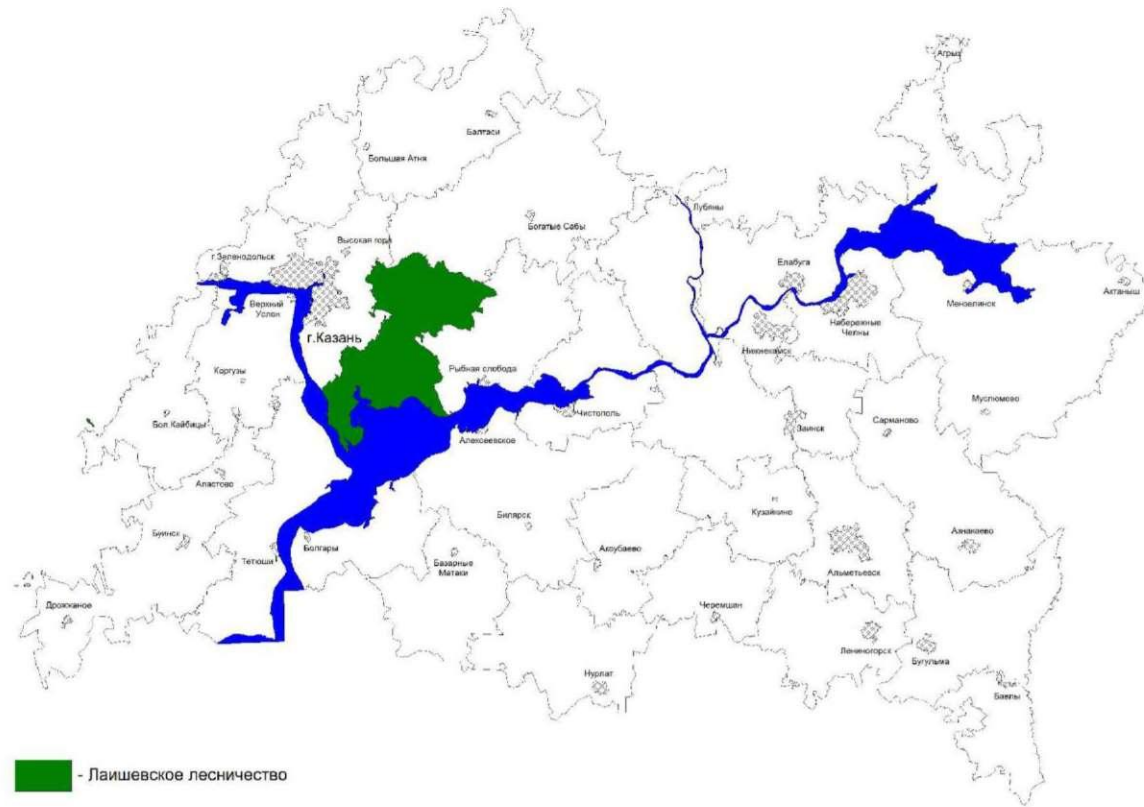 Агрыз
Балтаси
Большая Атня
Лубяны
Богатые Сабы
Высокая гора
г.Зеленодольск
Елабуга
Актаныш
Мензелинск
Верхний
Услон
Набережные
Челны
г.Казань
Нижнекамск
Рыбная слобода
Коргузы
Муслюмово
Чистополь
Бол.Кайбицы
Сарманово
Заинск
Алексеевское
Апастово
Кузайкино
Билярск
Буинск
Азнакаево
Болгары
Тетюши
Базарные
Матаки
Аксубаево
Альметьевск
Дрожжаное
Черемшан
Лениногорск
Бугульма
Нурлат
Бавлы
- Лаишевское лесничество